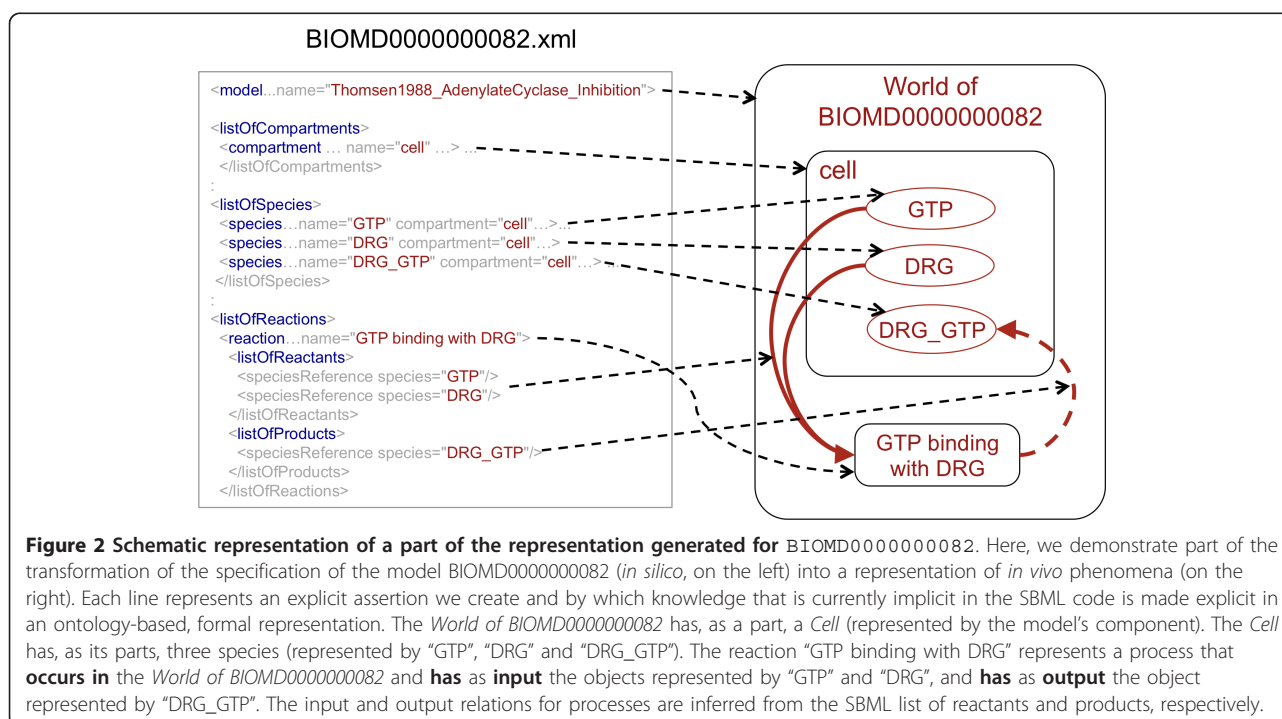 BIOMD0000000082.xml
<model...name="Thomsen1988_AdenylateCyclase_Inhibition">
<listOfCompartments>
<compartment … name="cell" …> ...
</listOfCompartments>
:
<listOfSpecies>
<species…name="GTP" compartment="cell"…>...
<species…name="DRG" compartment="cell"…>
<species…name="DRG_GTP" compartment="cell"…> ...
</listOfSpecies>
:
<listOfReactions>
<reaction…name="GTP binding with DRG">
<listOfReactants>
<speciesReference species="GTP"/>
<speciesReference species="DRG"/>
</listOfReactants>
<listOfProducts>
<speciesReference species="DRG_GTP"/>
</listOfProducts>
</listOfReactions>
World of
BIOMD0000000082
cell
GTP
DRG
DRG_GTP
GTP binding
with DRG
Figure 2 Schematic representation of a part of the representation generated for BIOMD0000000082. Here, we demonstrate part of the
transformation of the specification of the model BIOMD0000000082 (in silico, on the left) into a representation of in vivo phenomena (on the
right). Each line represents an explicit assertion we create and by which knowledge that is currently implicit in the SBML code is made explicit in
an ontology-based, formal representation. The World of BIOMD0000000082 has, as a part, a Cell (represented by the model's component). The Cell
has, as its parts, three species (represented by "GTP", "DRG" and "DRG_GTP"). The reaction "GTP binding with DRG" represents a process that
occurs in the World of BIOMD0000000082 and has as input the objects represented by "GTP" and "DRG", and has as output the object
represented by "DRG_GTP". The input and output relations for processes are inferred from the SBML list of reactants and products, respectively.